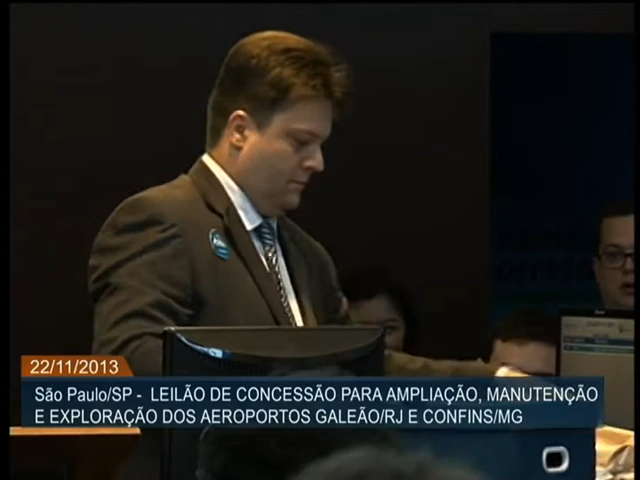 22/11/2013
São Paulo/SP - LEILÃO DE CONCESSÃO PARA AMPLIAÇÃO, MANUTENÇÃO
E EXPLORAÇÃO DOS AEROPORTOS GALEÃO/RJ E CONFINS/MG